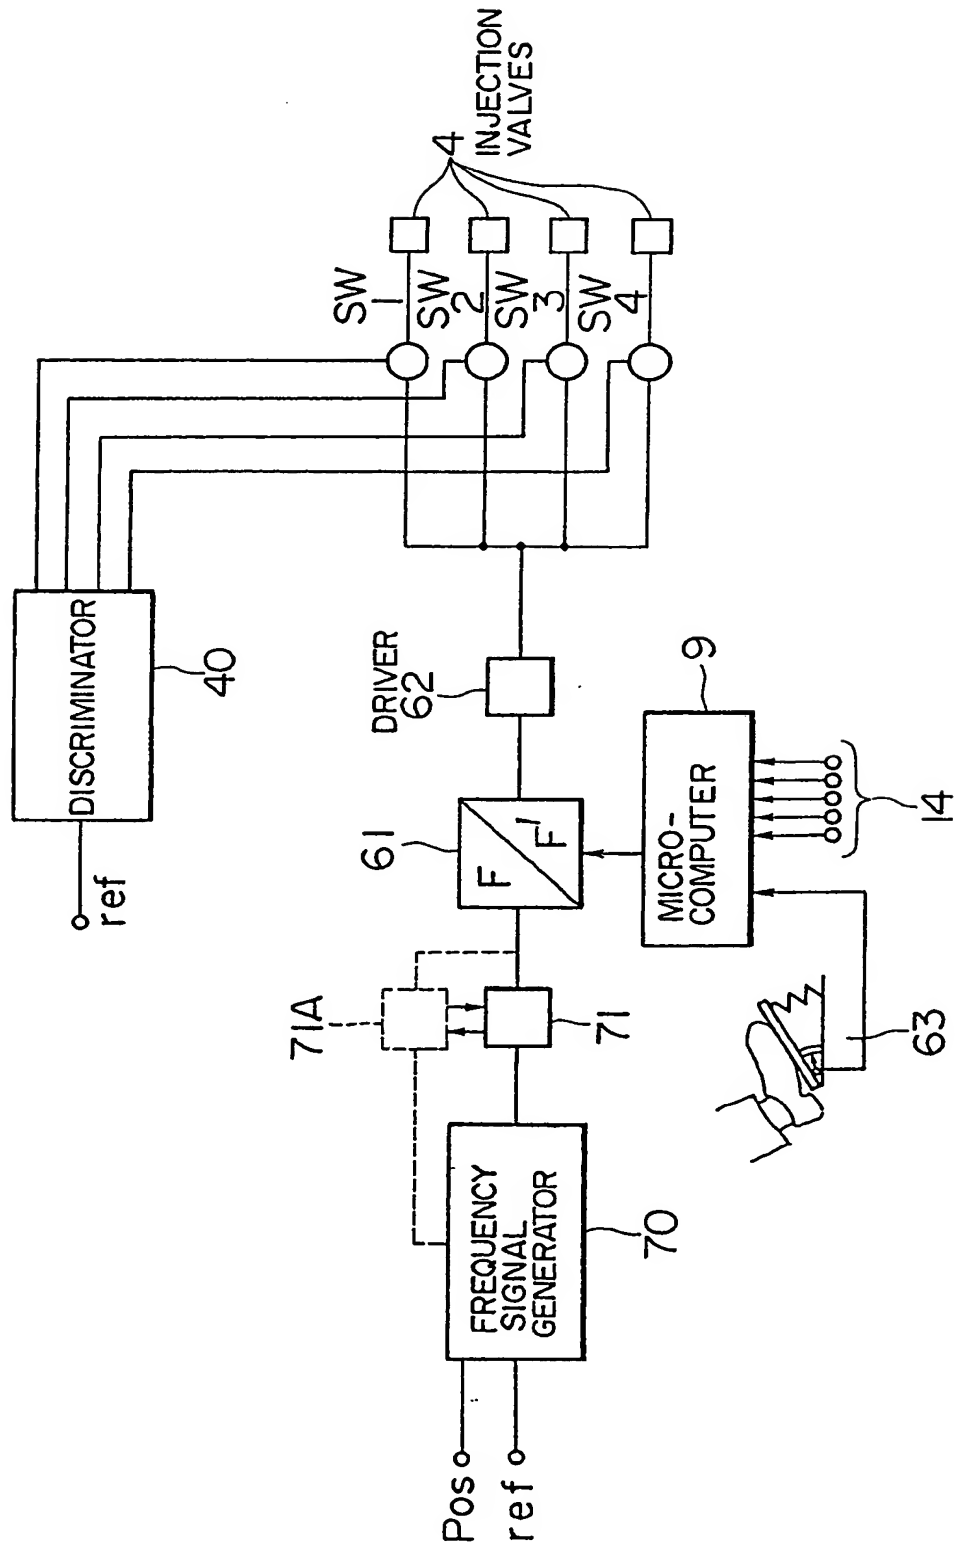 ref
DISCRIMINATOR
40
SW
1
SW
2
SW
3
SW
4
4
INJECTION
VALVES
Pos
ref
FREQUENCY
SIGNAL
GENERATOR
70
71A
71
61
F
F'
DRIVER
62
MICRO-
COMPUTER
9
14
63